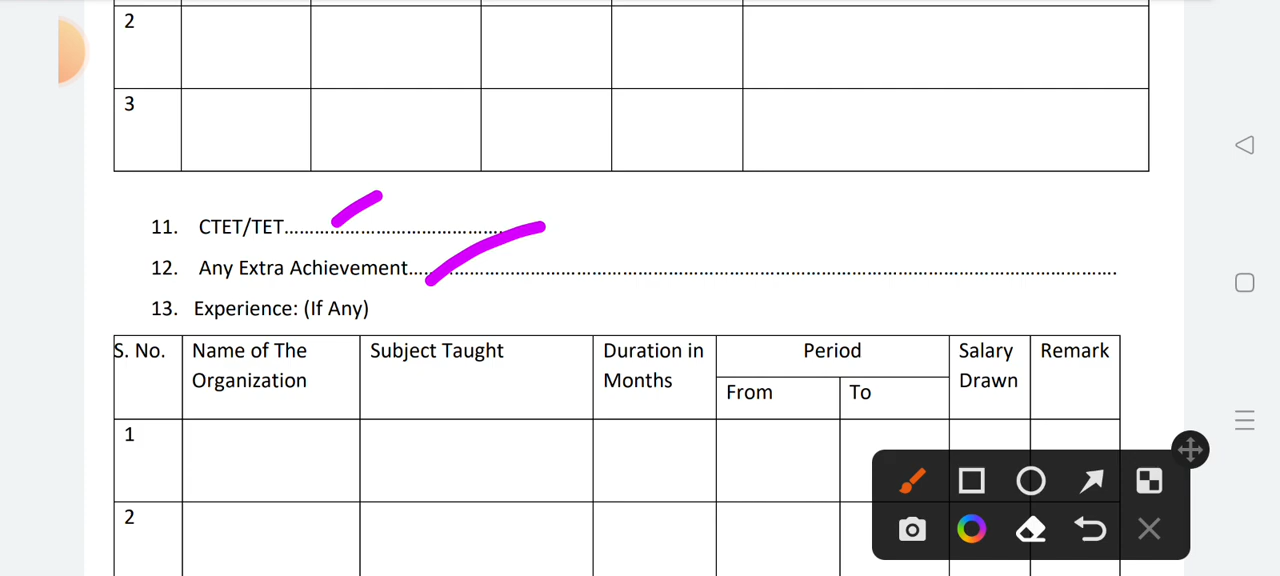 2
3
11. CTET/TET..........................................
12. Any Extra Achievement.....................................................................................................................
13. Experience: (If Any)
S. No. Name of The Organization Subject Taught Duration in Months Period Salary Drawn Remark
From To
1
2